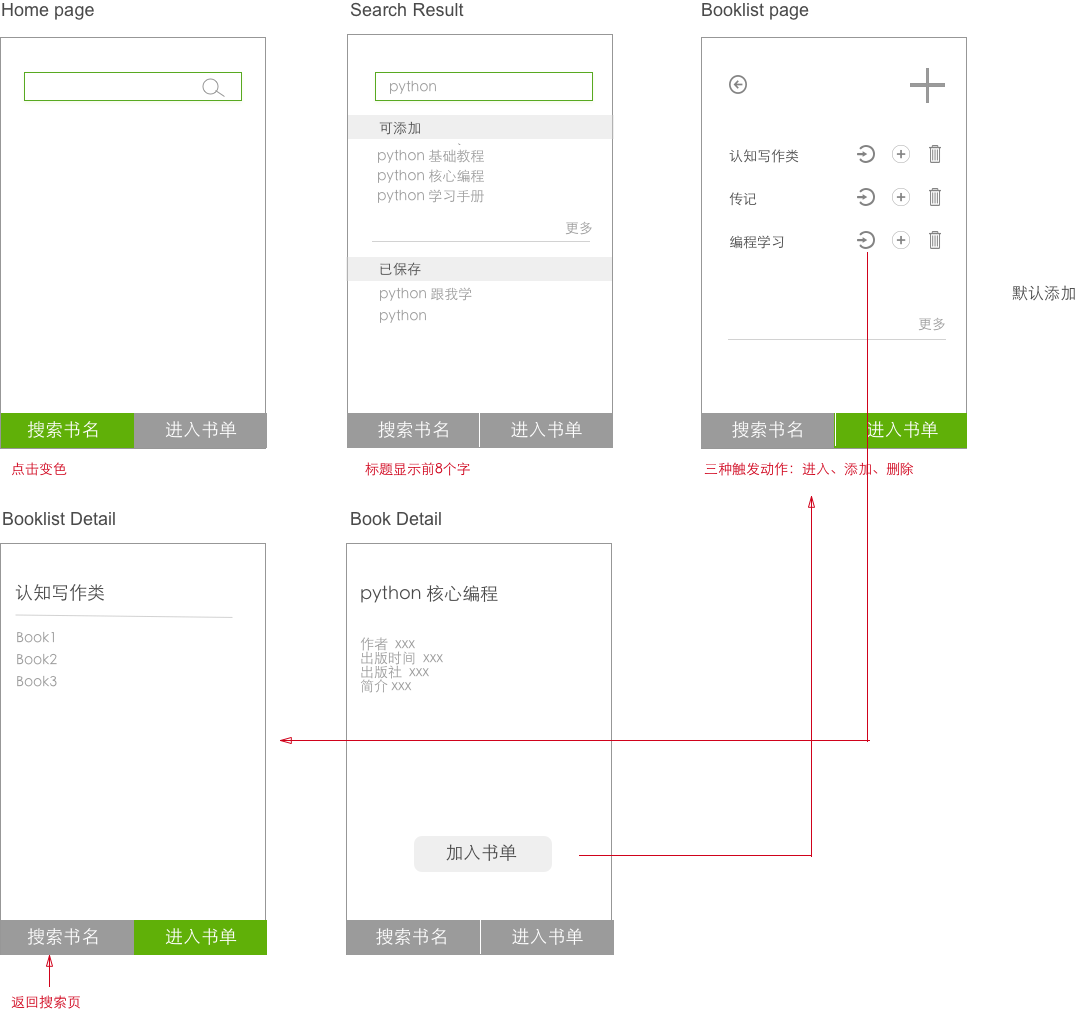 Home page
搜索书名
进入书单
点击变色
Search Result
python
可添加
python 基础教程
python 核心编程
python 学习手册
更多
已保存
python 跟我学
python
搜索书名
进入书单
标题显示前8个字
Booklist page
认知写作类
传记
编程学习
更多
搜索书名
进入书单
三种触发动作：进入、添加、删除
默认添加
Booklist Detail
认知写作类
Book1
Book2
Book3
搜索书名
进入书单
返回搜索页
Book Detail
python 核心编程
作者 xxx
出版时间 xxx
出版社 xxx
简介 xxx
加入书单
搜索书名
进入书单